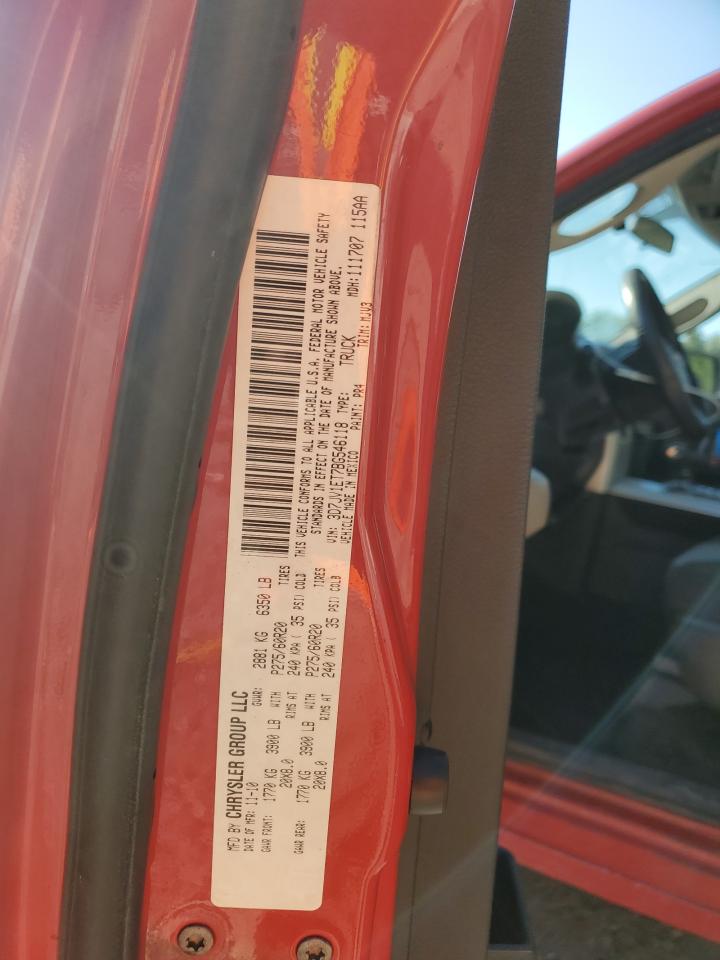 MFD BY CHRYSLER GROUP LLC
DATE OF MFR: 11-10 GVWR: 2881 KG 6350 LB
GAWR FRONT: 1770 KG 3900 LB WITH P275/60R20 TIRES
20X8.0 RIMS AT 240 KPA ( 35 PSI) COLD
GAWR REAR: 1770 KG 3900 LB WITH P275/60R20 TIRES
20X8.0 RIMS AT 240 KPA ( 35 PSI) COLD
THIS VEHICLE CONFORMS TO ALL APPLICABLE U.S.A. FEDERAL MOTOR VEHICLE SAFETY
STANDARDS IN EFFECT ON THE DATE OF MANUFACTURE SHOWN ABOVE.
VIN: 3D7JV1ET7BG546118 TYPE: TRUCK MDH: 111707 115AA
VEHICLE MADE IN MEXICO PAINT: PR4 TRIM: MJV3